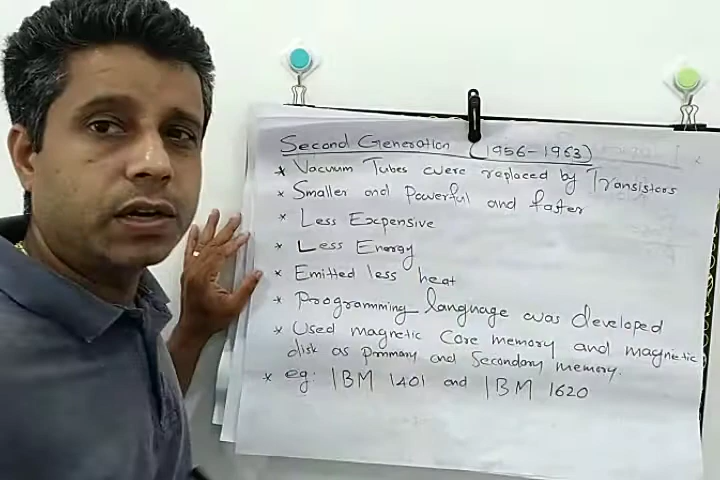 Second Generation (1956-1963)
* Vacuum Tubes were replaced by Transistors
* Smaller and Powerful and faster
* Less Expensive
* Less Energy
* Emitted less heat
* Programming language was developed
* Used magnetic Core memory and magnetic
disk as primary and Secondary memory.
* eg: IBM 1401 and IBM 1620